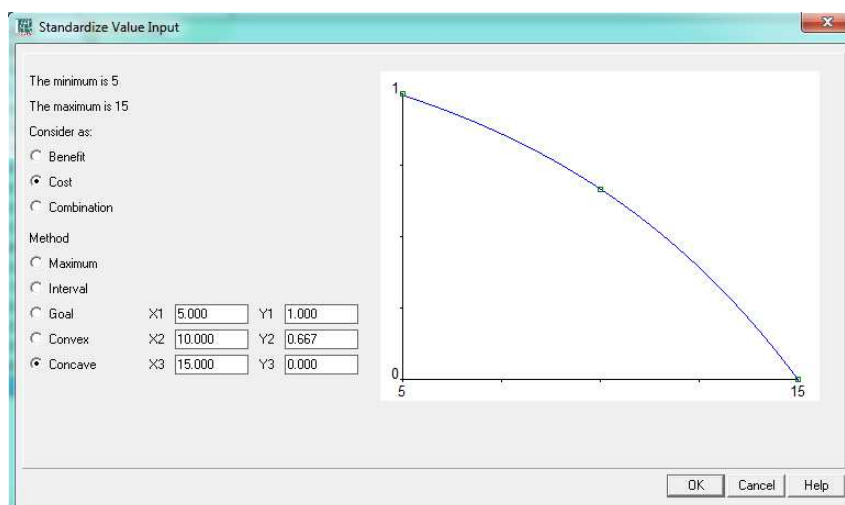 Standardize Value Input
The minimum is 5
The maximum is 15
Consider as:
Benefit
Cost
Combination
Method
Maximum
Interval
Goal X1 5.000 Y1 1.000
Convex X2 10.000 Y2 0.667
Concave X3 15.000 Y3 0.000
1
0
5 15
OK Cancel Help